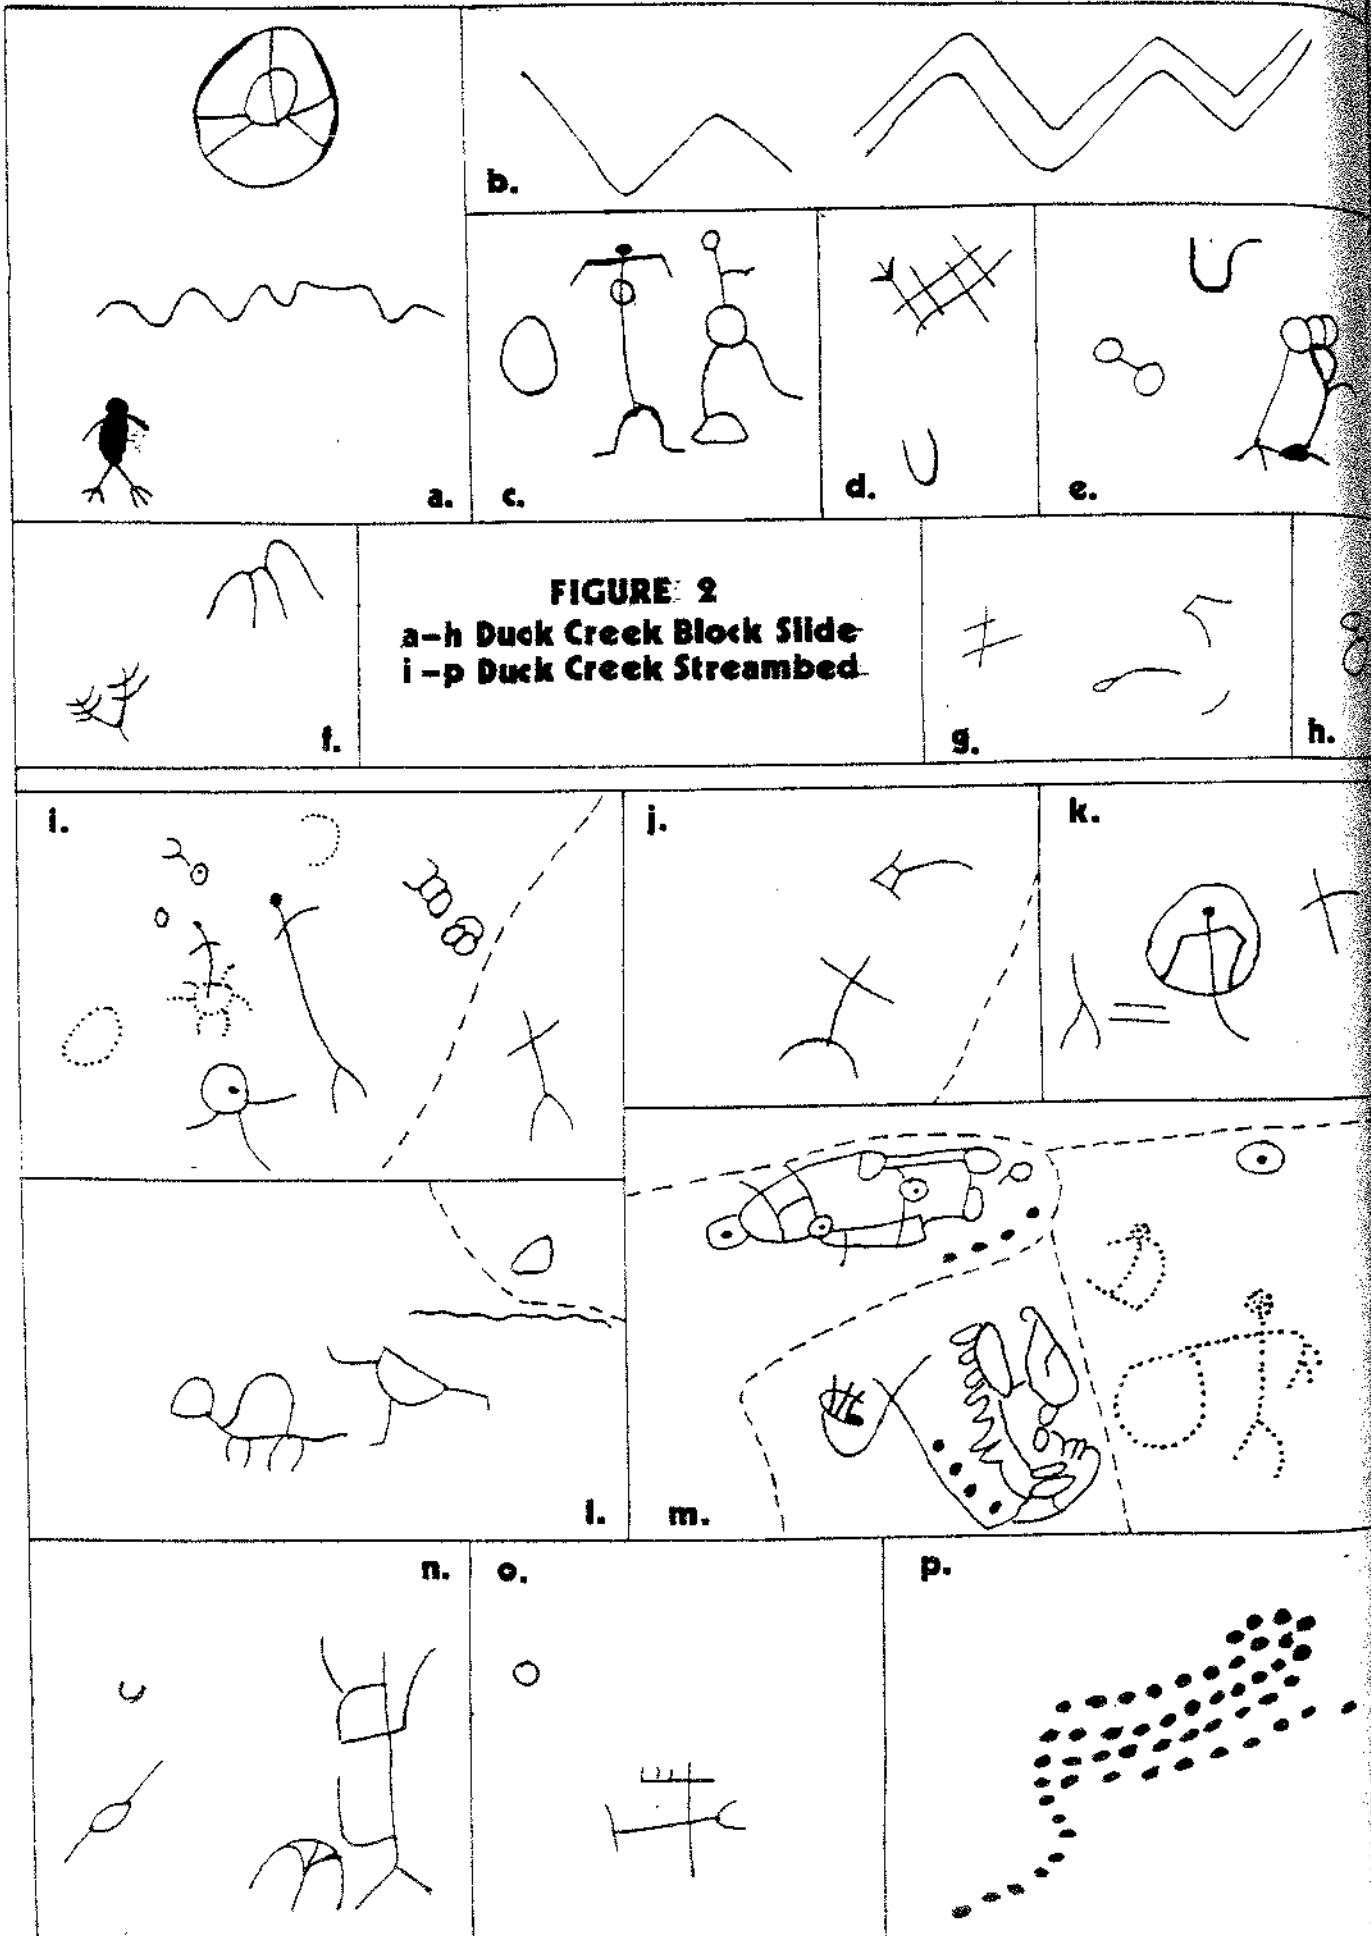 b.
a.
c.
d.
e.
FIGURE 2
a-h Duck Creek Block Slide
i-p Duck Creek Streambed
f.
g.
h.
i.
j.
k.
l.
m.
n.
o.
p.